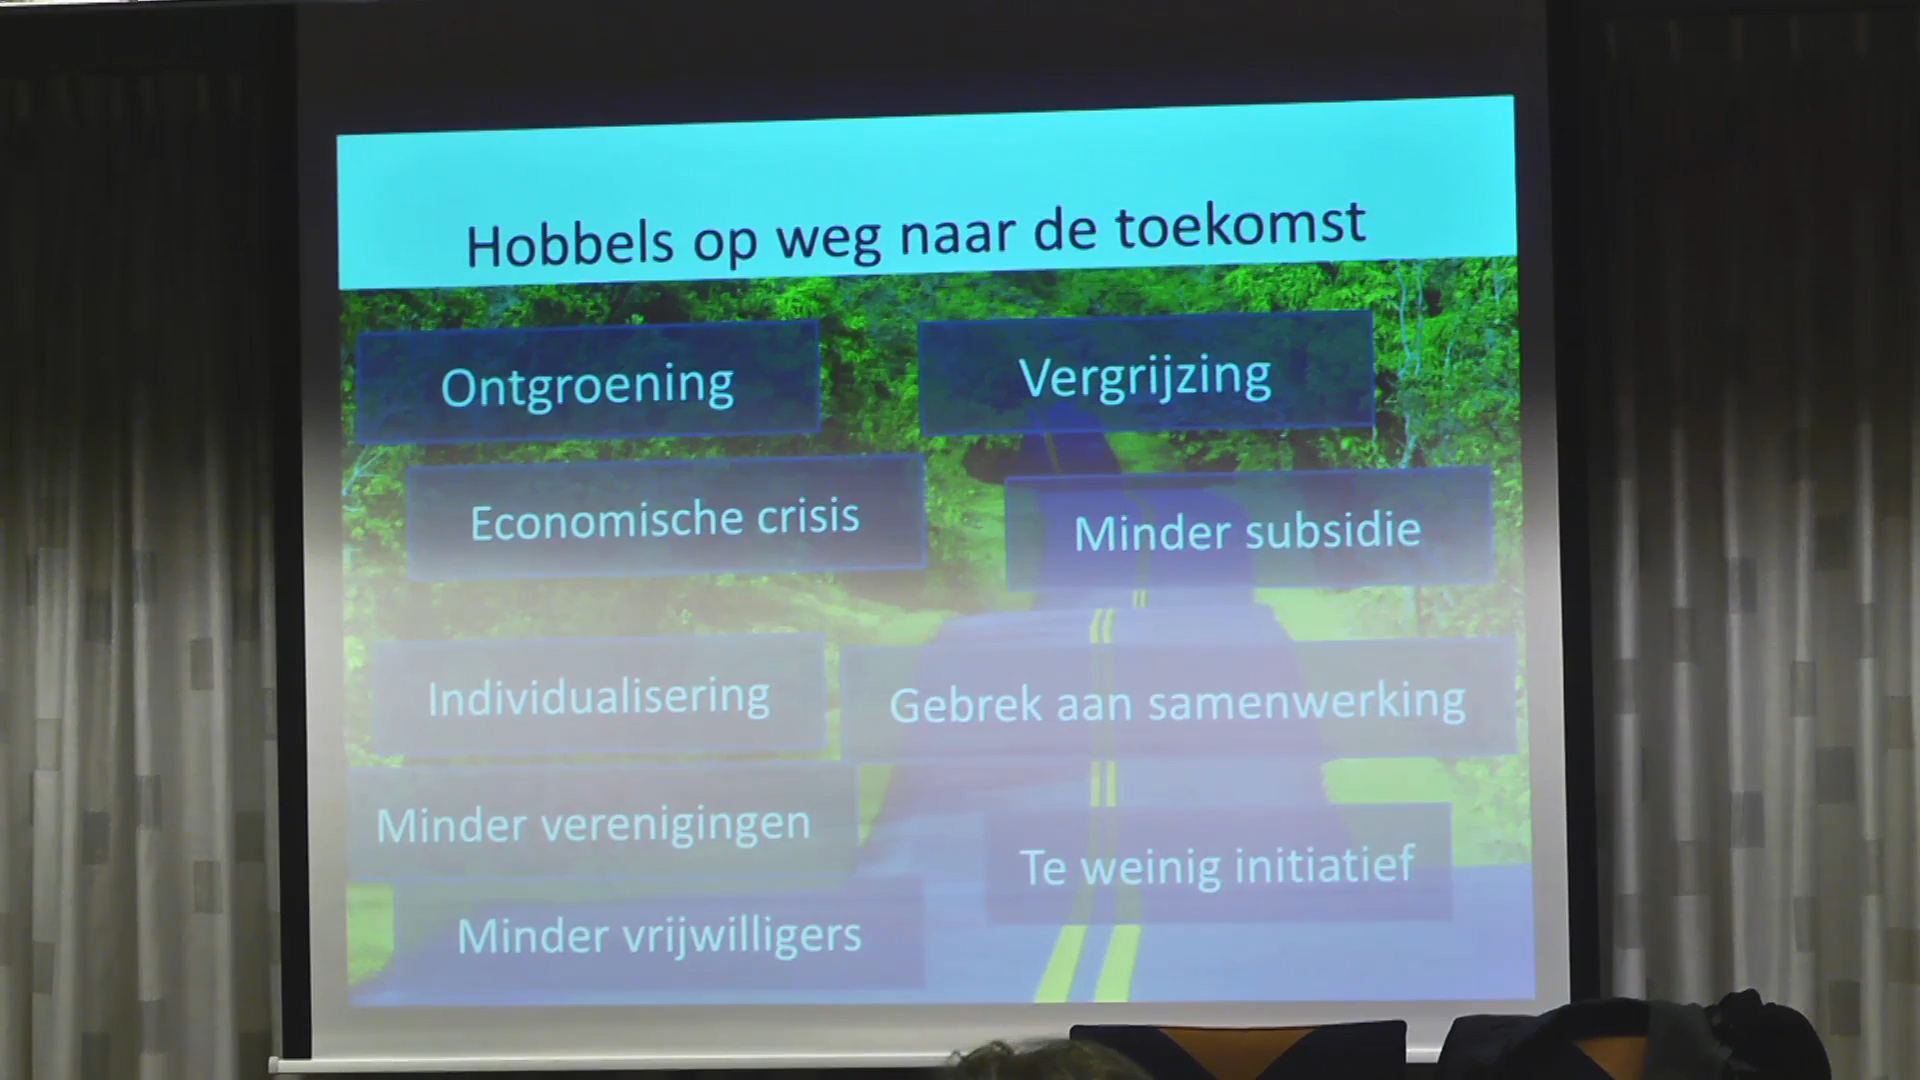 Hobbels op weg naar de toekomst
Ontgroening
Vergrijzing
Economische crisis
Minder subsidie
Individualisering
Gebrek aan samenwerking
Minder verenigingen
Te weinig initiatief
Minder vrijwilligers